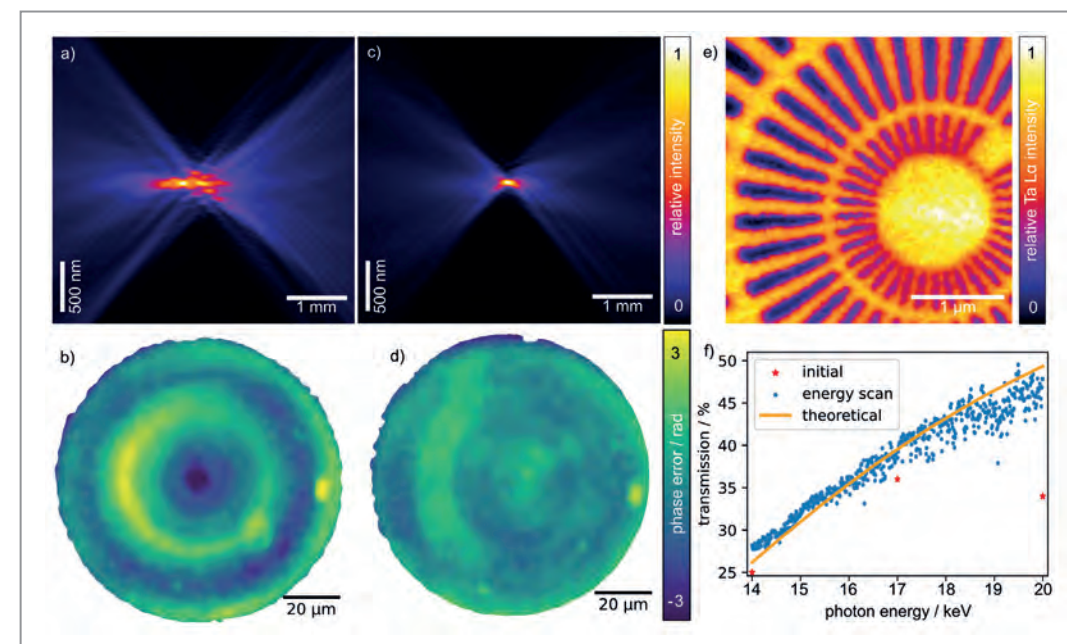 a)
500 nm
1 mm
c)
500 nm
1 mm
1
relative intensity
0
e)
1 µm
1
relative Ta Lα intensity
0
b)
20 µm
d)
20 µm
3
phase error / rad
-3
f)
initial
energy scan
theoretical
transmission / %
50
45
40
35
30
25
14 15 16 17 18 19 20
photon energy / keV